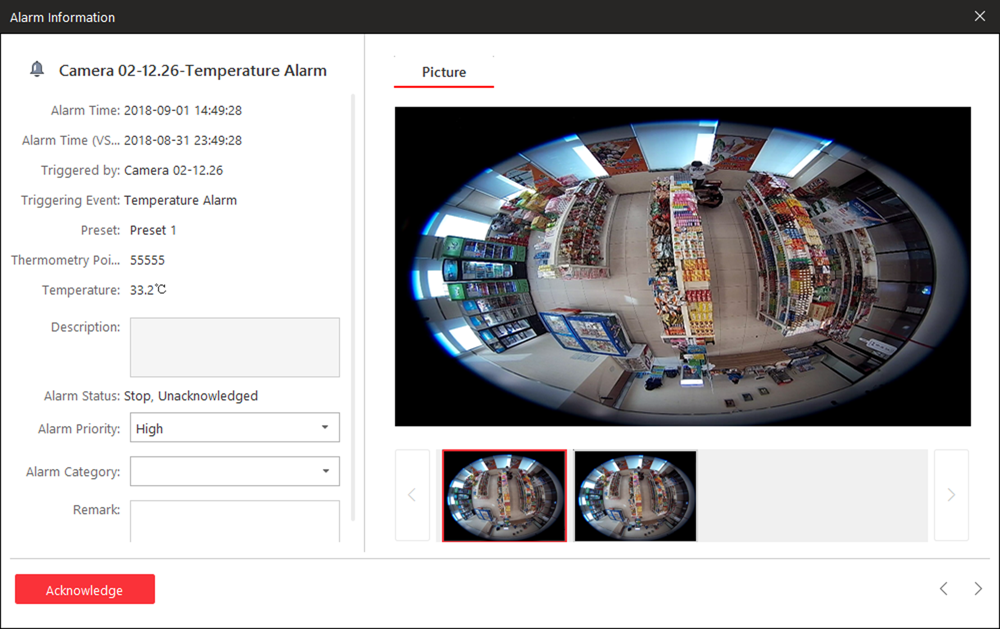 Alarm Information
Camera 02-12.26-Temperature Alarm
Alarm Time: 2018-09-01 14:49:28
Alarm Time (VS... 2018-08-31 23:49:28
Triggered by: Camera 02-12.26
Triggering Event: Temperature Alarm
Preset: Preset 1
Thermometry Poi... 55555
Temperature: 33.2℃
Description:
Alarm Status: Stop, Unacknowledged
Alarm Priority: High
Alarm Category:
Remark:
Acknowledge
Picture